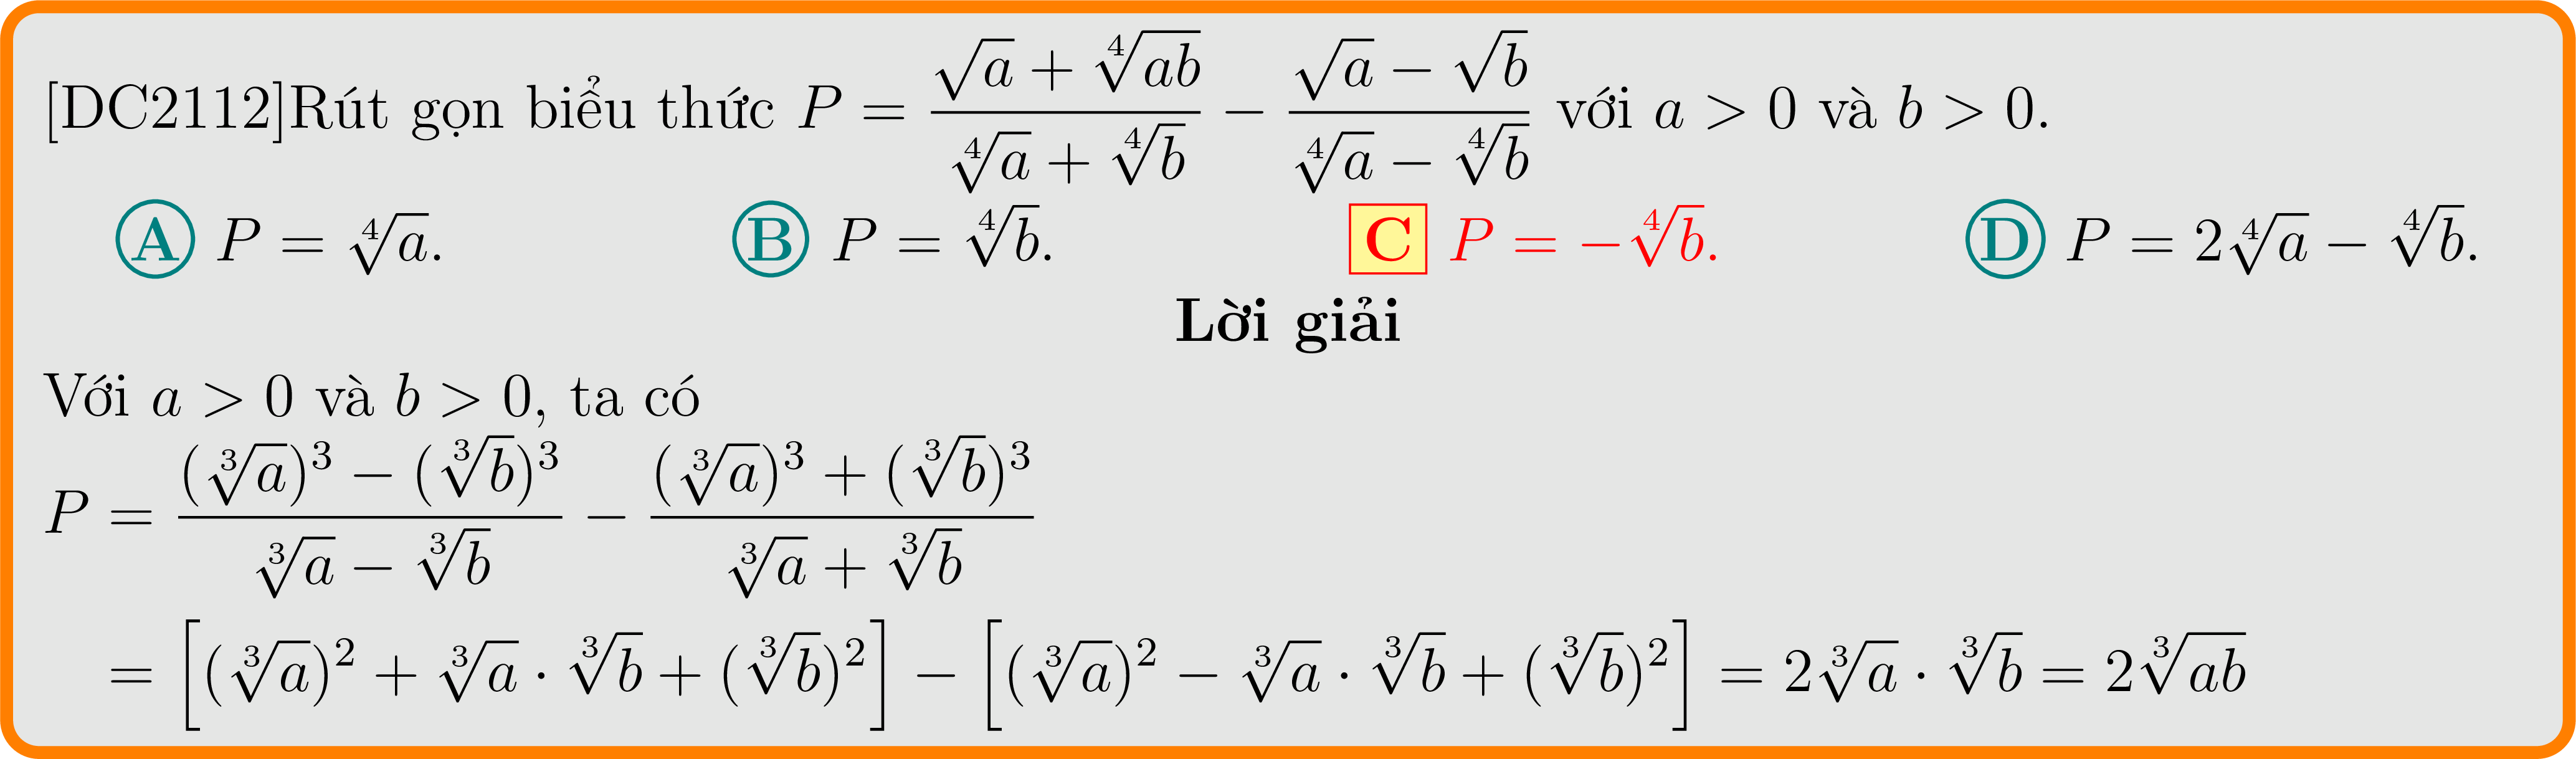 [DC2112]Rút gọn biểu thức $P = \dfrac{\sqrt{a} + \sqrt[4]{ab}}{\sqrt[4]{a} + \sqrt[4]{b}} - \dfrac{\sqrt{a} - \sqrt{b}}{\sqrt[4]{a} - \sqrt[4]{b}}$ với $a > 0$ và $b > 0$.
A $P = \sqrt[4]{a}$. B $P = \sqrt[4]{b}$. C $P = -\sqrt[4]{b}$. D $P = 2\sqrt[4]{a} - \sqrt[4]{b}$.
Lời giải
Với $a > 0$ và $b > 0$, ta có
$P = \dfrac{(\sqrt[3]{a})^3 - (\sqrt[3]{b})^3}{\sqrt[3]{a} - \sqrt[3]{b}} - \dfrac{(\sqrt[3]{a})^3 + (\sqrt[3]{b})^3}{\sqrt[3]{a} + \sqrt[3]{b}}$
$= \left[(\sqrt[3]{a})^2 + \sqrt[3]{a} \cdot \sqrt[3]{b} + (\sqrt[3]{b})^2\right] - \left[(\sqrt[3]{a})^2 - \sqrt[3]{a} \cdot \sqrt[3]{b} + (\sqrt[3]{b})^2\right] = 2\sqrt[3]{a} \cdot \sqrt[3]{b} = 2\sqrt[3]{ab}$